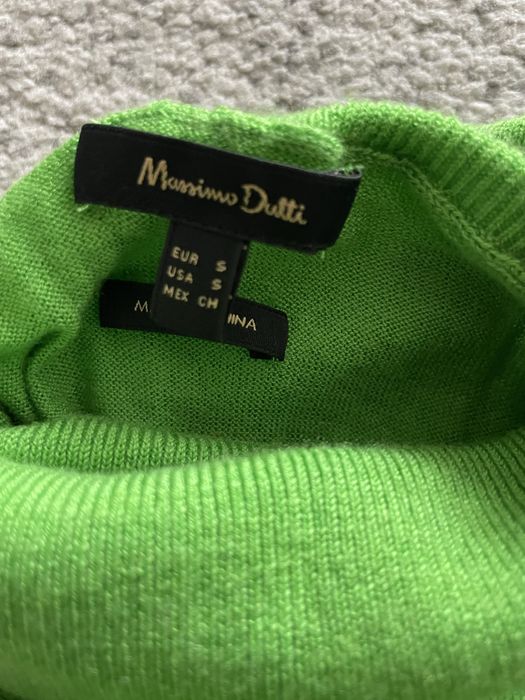 Massimo Dutti
EUR S
USA S
MEX CH